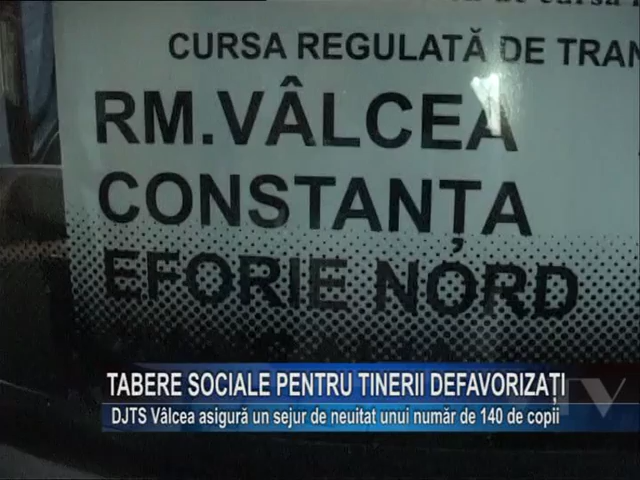 CURSA REGULATĂ DE TRAN
RM.VÂLCEA
CONSTANȚA
EFORIE NORD
TABERE SOCIALE PENTRU TINERII DEFAVORIZAȚI
TV
DJTS Vâlcea asigură un sejur de neuitat unui număr de 140 de copii